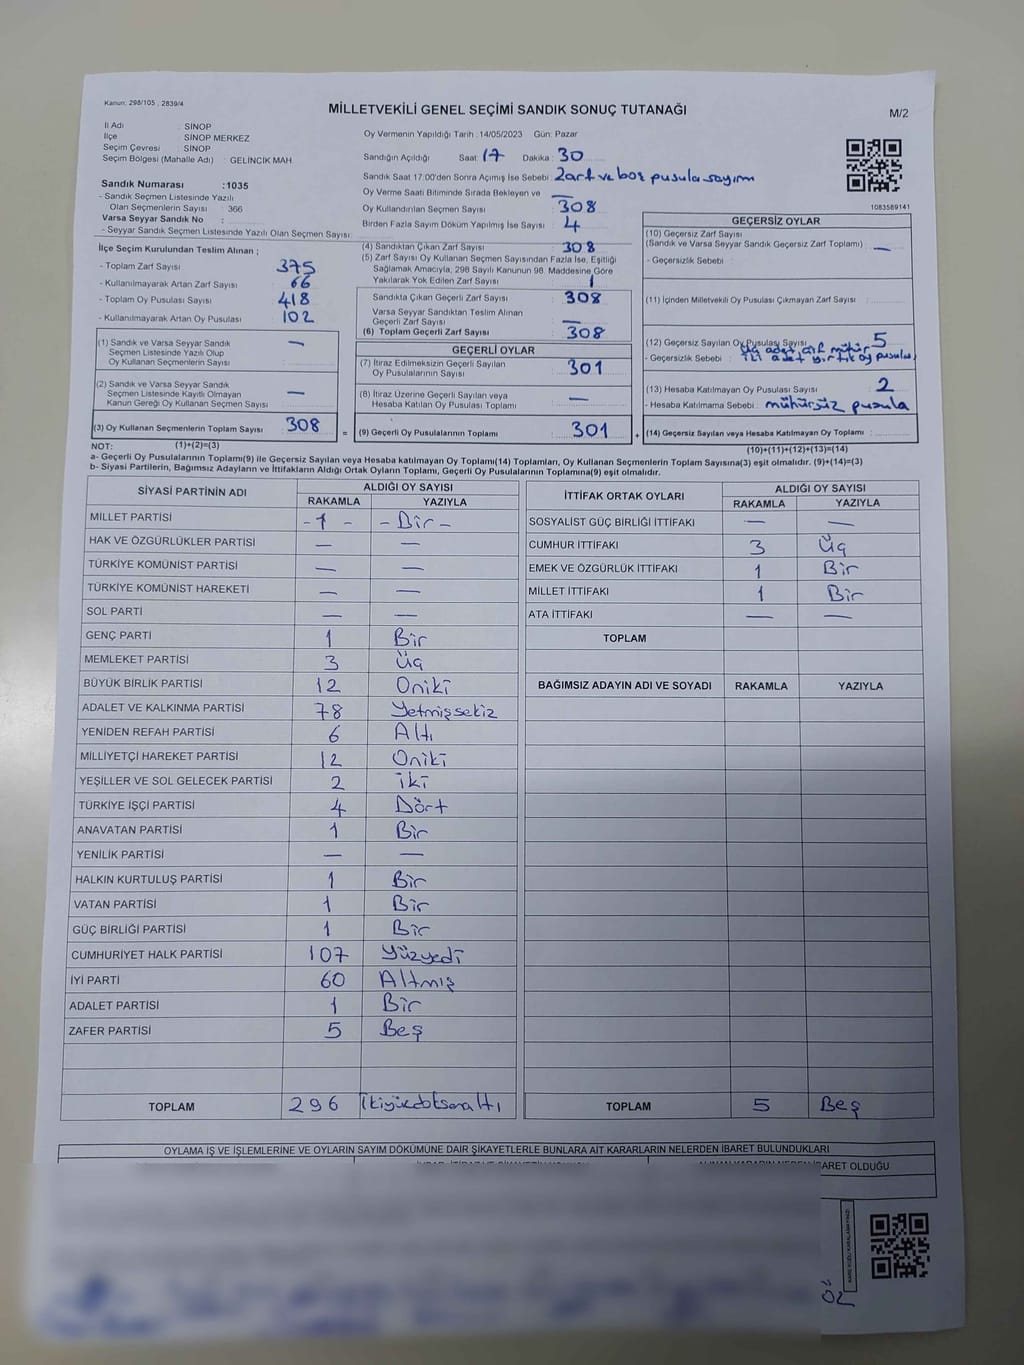 Kanun: 298/105 , 2839/4
MİLLETVEKİLİ GENEL SEÇİMİ SANDIK SONUÇ TUTANAĞI
M/2
İl Adı : SİNOP
İlçe : SİNOP MERKEZ
Seçim Çevresi : SİNOP
Seçim Bölgesi (Mahalle Adı) : GELİNCİK MAH
Sandık Numarası :1035
- Sandık Seçmen Listesinde Yazılı
Olan Seçmenlerin Sayısı : 366
Varsa Seyyar Sandık No :
- Seyyar Sandık Seçmen Listesinde Yazılı Olan Seçmen Sayısı:
Oy Vermenin Yapıldığı Tarih :14/05/2023 Gün: Pazar
Sandığın Açıldığı Saat 17 Dakika : 30
Sandık Saat 17:00'den Sonra Açımış İse Sebebi: Zarf ve boş pusula sayımı
Oy Verme Saati Bitiminde Sırada Bekleyen ve —
Oy Kullandırılan Seçmen Sayısı : 308
Birden Fazla Sayım Döküm Yapılmış İse Sayısı : 4
1083589141
İlçe Seçim Kurulundan Teslim Alınan ;
- Toplam Zarf Sayısı : 375
- Kullanılmayarak Artan Zarf Sayısı : 66
- Toplam Oy Pusulası Sayısı : 418
- Kullanılmayarak Artan Oy Pusulası : 102
(1) Sandık ve Varsa Seyyar Sandık
Seçmen Listesinde Yazılı Olup
Oy Kullanan Seçmenlerin Sayısı : —
(2) Sandık ve Varsa Seyyar Sandık
Seçmen Listesinde Kayıtlı Olmayan
Kanun Gereği Oy Kullanan Seçmen Sayısı : —
(3) Oy Kullanan Seçmenlerin Toplam Sayısı : 308
(1)+(2)=(3)
(4) Sandıktan Çıkan Zarf Sayısı : 308
(5) Zarf Sayısı Oy Kullanan Seçmen Sayısından Fazla İse, Eşitliği
Sağlamak Amacıyla, 298 Sayılı Kanunun 98. Maddesine Göre
Yakılarak Yok Edilen Zarf Sayısı : 1
Sandıkta Çıkan Geçerli Zarf Sayısı : 308
Varsa Seyyar Sandıktan Teslim Alınan
Geçerli Zarf Sayısı : —
(6) Toplam Geçerli Zarf Sayısı : 308
GEÇERLİ OYLAR
(7) İtiraz Edilmeksizin Geçerli Sayılan
Oy Pusulalarının Sayısı : 301
(8) İtiraz Üzerine Geçerli Sayılan veya
Hesaba Katılan Oy Pusulası Toplamı : —
= (9) Geçerli Oy Pusulalarının Toplamı : 301 +
GEÇERSİZ OYLAR
(10) Geçersiz Zarf Sayısı
(Sandık ve Varsa Seyyar Sandık Geçersiz Zarf Toplamı) : —
- Geçersizlik Sebebi :
(11) İçinden Milletvekili Oy Pusulası Çıkmayan Zarf Sayısı :
(12) Geçersiz Sayılan Oy Pusulası Sayısı : 5
üç adet çift mühür
- Geçersizlik Sebebi : iki adet yırtık oy pusulası
(13) Hesaba Katılmayan Oy Pusulası Sayısı : 2
- Hesaba Katılmama Sebebi : mühürsüz pusula
(14) Geçersiz Sayılan veya Hesaba Katılmayan Oy Toplamı :
(10)+(11)+(12)+(13)=(14)
NOT:
a- Geçerli Oy Pusulalarının Toplamı(9) ile Geçersiz Sayılan veya Hesaba katılmayan Oy Toplamı(14) Toplamları, Oy Kullanan Seçmenlerin Toplam Sayısına(3) eşit olmalıdır. (9)+(14)=(3)
b- Siyasi Partilerin, Bağımsız Adayların ve İttifakların Aldığı Ortak Oyların Toplamı, Geçerli Oy Pusulalarının Toplamına(9) eşit olmalıdır.
SİYASİ PARTİNİN ADI ALDIĞI OY SAYISI
RAKAMLA YAZIYLA
MİLLET PARTİSİ - 1 - - Bir -
HAK VE ÖZGÜRLÜKLER PARTİSİ — —
TÜRKİYE KOMÜNİST PARTİSİ — —
TÜRKİYE KOMÜNİST HAREKETİ — —
SOL PARTİ — —
GENÇ PARTİ 1 Bir
MEMLEKET PARTİSİ 3 Üç
BÜYÜK BİRLİK PARTİSİ 12 Oniki
ADALET VE KALKINMA PARTİSİ 78 Yetmişsekiz
YENİDEN REFAH PARTİSİ 6 Altı
MİLLİYETÇİ HAREKET PARTİSİ 12 Oniki
YEŞİLLER VE SOL GELECEK PARTİSİ 2 İki
TÜRKİYE İŞÇİ PARTİSİ 4 Dört
ANAVATAN PARTİSİ 1 Bir
YENİLİK PARTİSİ — —
HALKIN KURTULUŞ PARTİSİ 1 Bir
VATAN PARTİSİ 1 Bir
GÜÇ BİRLİĞİ PARTİSİ 1 Bir
CUMHURİYET HALK PARTİSİ 107 Yüzyedi
İYİ PARTİ 60 Altmış
ADALET PARTİSİ 1 Bir
ZAFER PARTİSİ 5 Beş
TOPLAM 296 İkiyüzdoksanaltı
İTTİFAK ORTAK OYLARI ALDIĞI OY SAYISI
RAKAMLA YAZIYLA
SOSYALİST GÜÇ BİRLİĞİ İTTİFAKI — —
CUMHUR İTTİFAKI 3 Üç
EMEK VE ÖZGÜRLÜK İTTİFAKI 1 Bir
MİLLET İTTİFAKI 1 Bir
ATA İTTİFAKI — —
TOPLAM
BAĞIMSIZ ADAYIN ADI VE SOYADI RAKAMLA YAZIYLA
TOPLAM 5 Beş
OYLAMA İŞ VE İŞLEMLERİNE VE OYLARIN SAYIM DÖKÜMÜNE DAİR ŞİKAYETLERLE BUNLARA AİT KARARLARIN NELERDEN İBARET BULUNDUKLARI